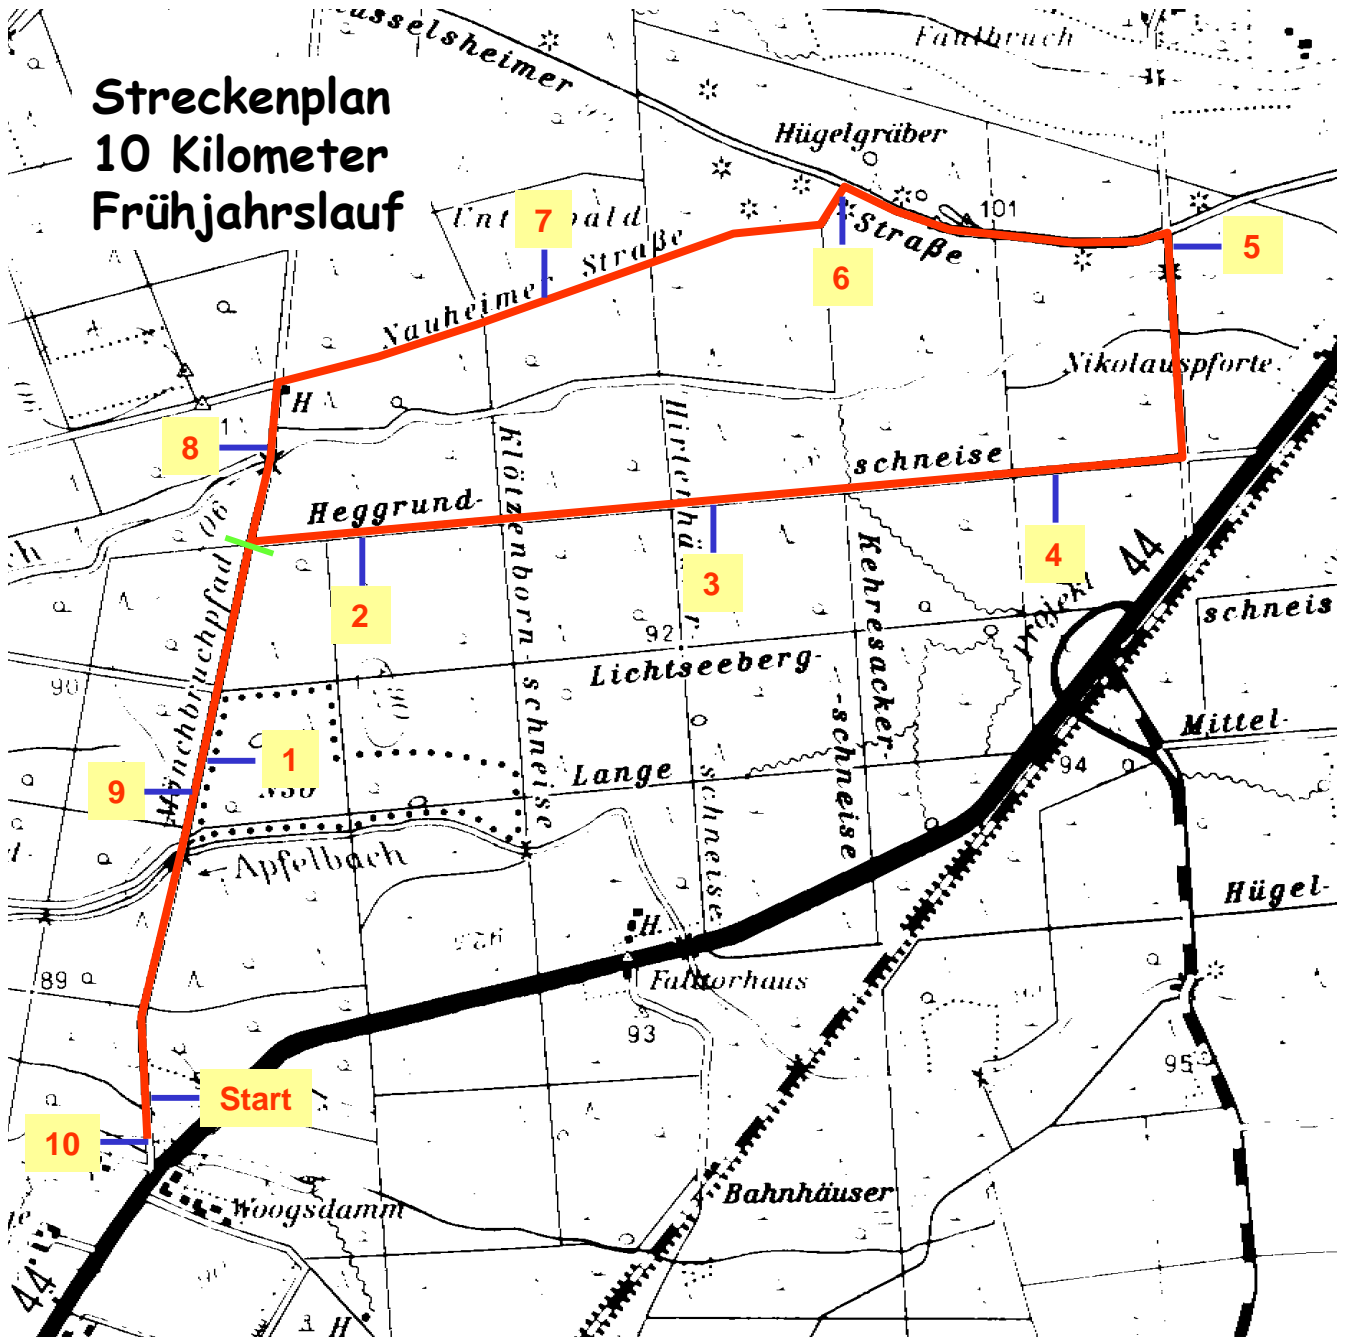 Streckenplan
10 Kilometer
Frühjahrslauf
Faulbruch
Hügelgräber
101
Straße
7
5
6
Nauheimer Straße
Nikolauspforte
H
8
Heggrund-
schneise
Klötzenborn-schneise
Kehresacker-
-schneise
2
3
4
44
Projekt
schneis
92
Lichtseeberg-
90
Mönchbruchpfad
1
9
Lange
schneise
94
Mittel-
Apfelbach
Hügel-
H.
Falltorhaus
89
93
95
Start
10
Woogsdamm
Bahnhäuser
44
H